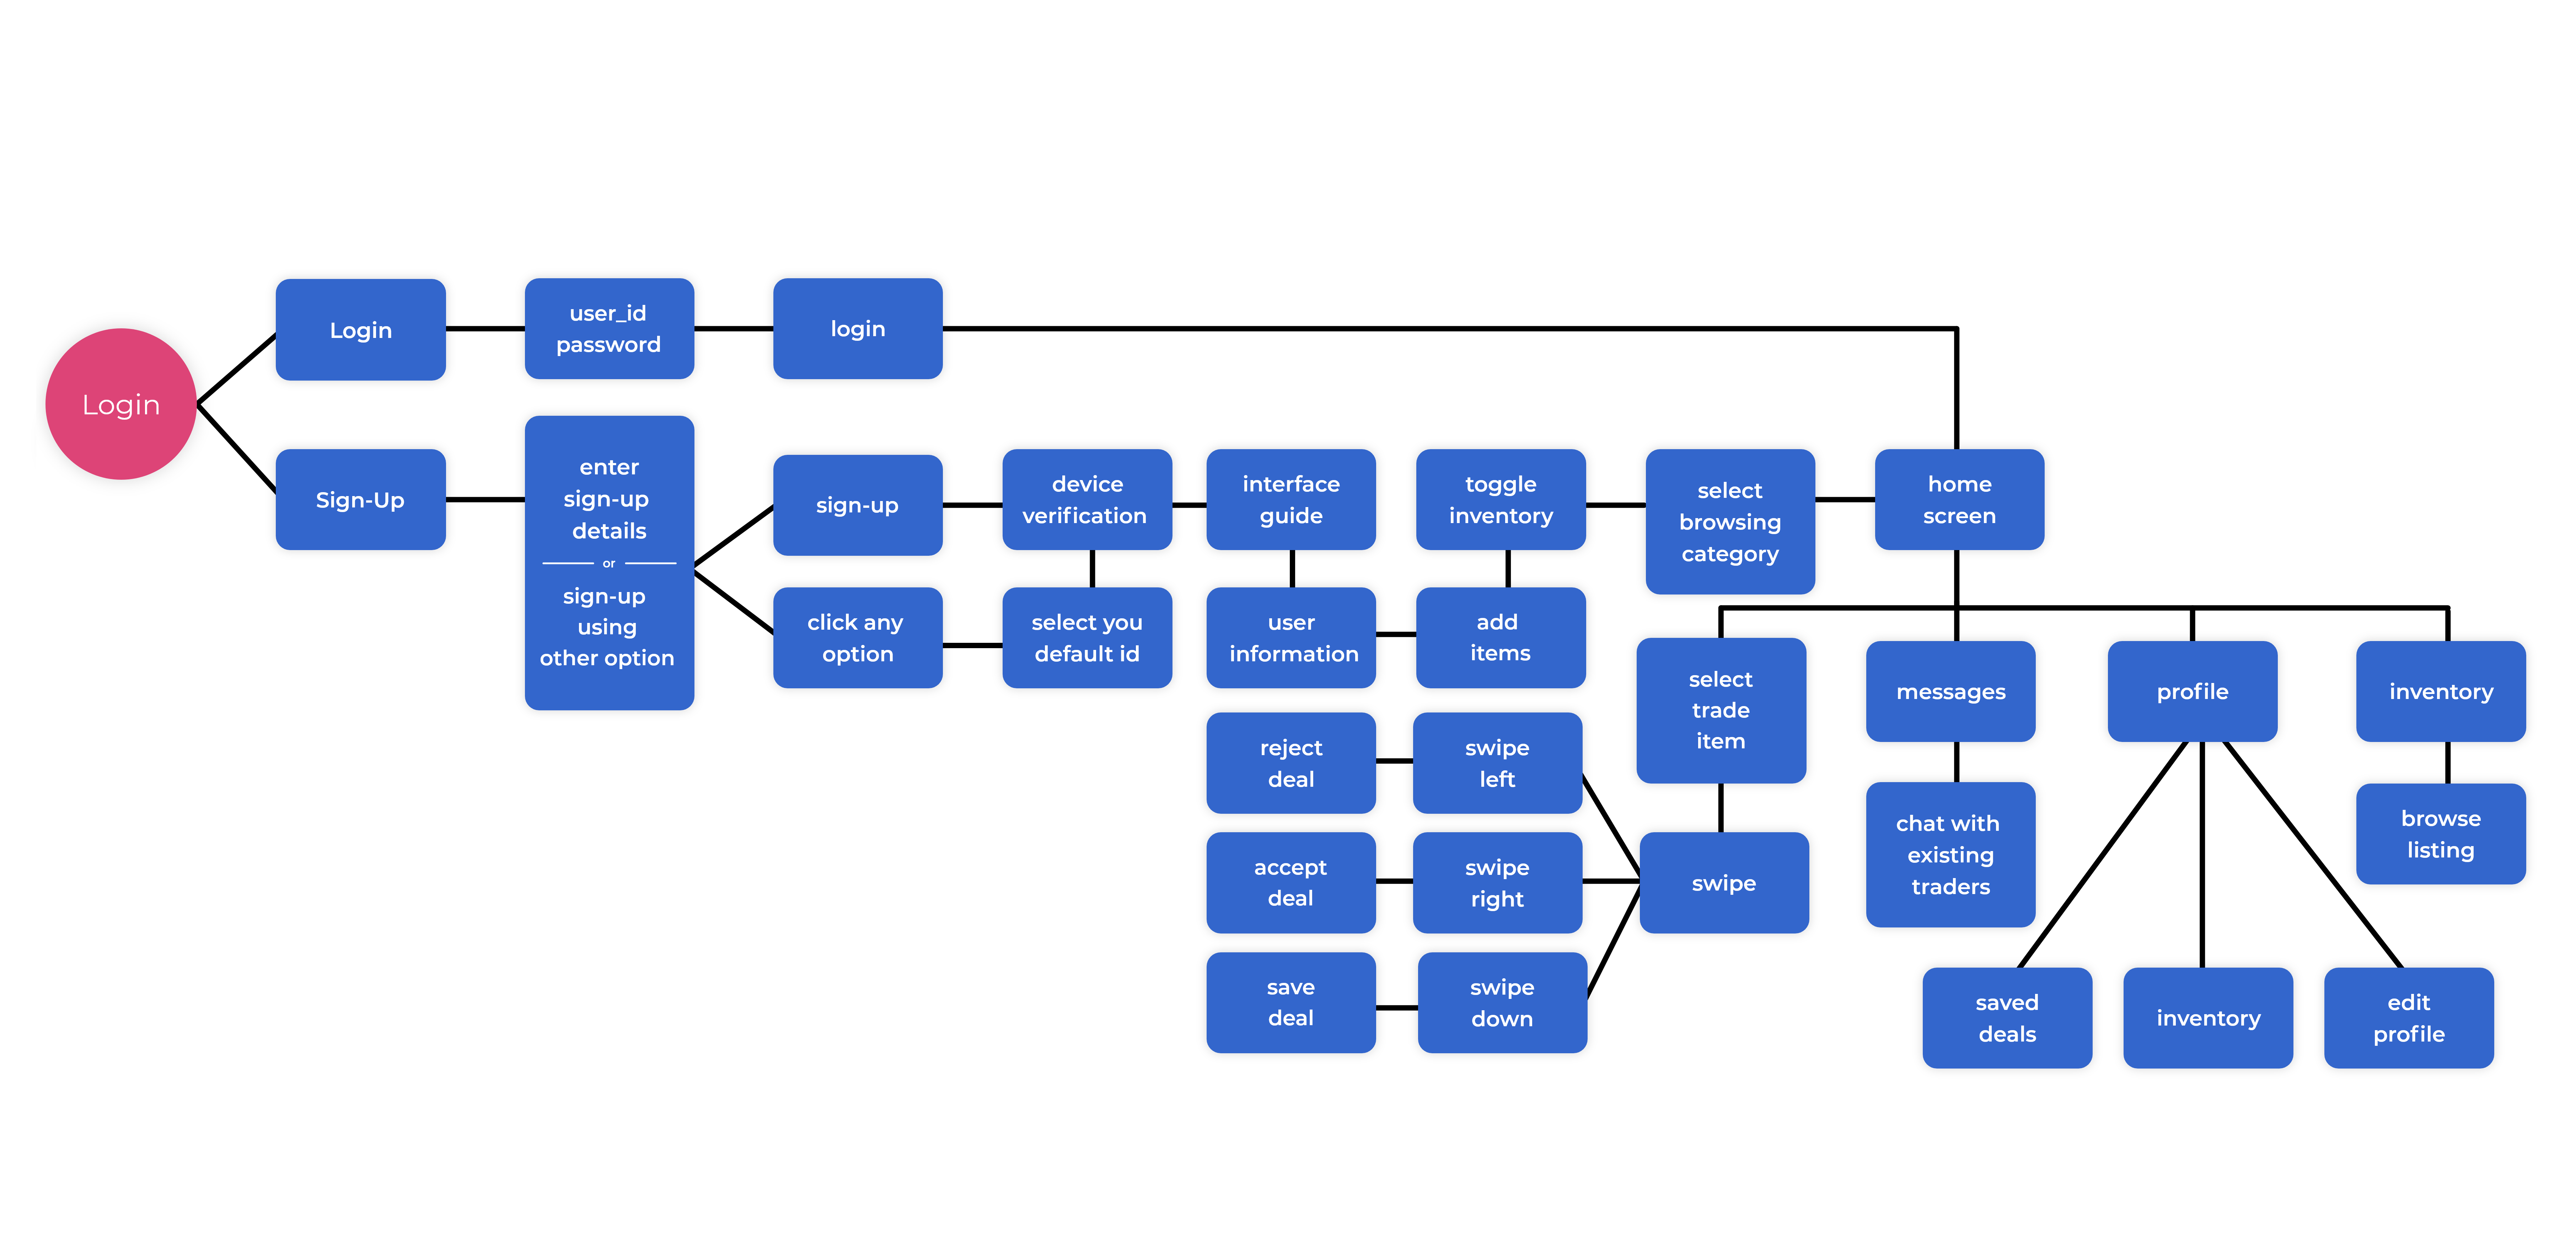 Login
Login
user_id
password
login
Sign-Up
enter
sign-up
details
or
sign-up
using
other option
sign-up
device
verification
interface
guide
toggle
inventory
select
browsing
category
home
screen
click any
option
select you
default id
user
information
add
items
select
trade
item
messages
profile
inventory
reject
deal
swipe
left
accept
deal
swipe
right
swipe
chat with
existing
traders
browse
listing
save
deal
swipe
down
saved
deals
inventory
edit
profile